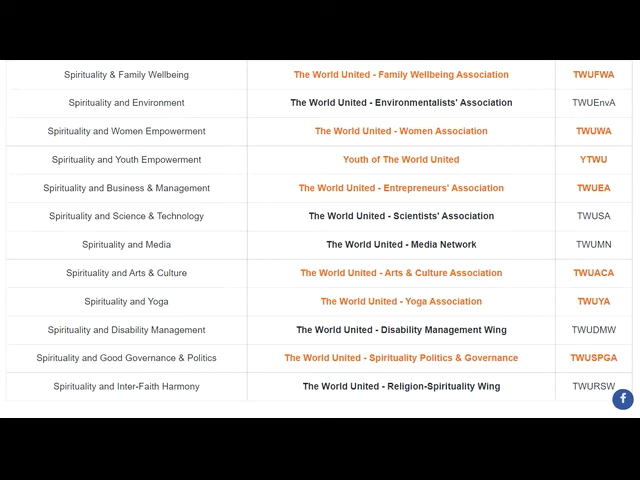 Spirituality & Family Wellbeing The World United - Family Wellbeing Association TWUFWA
Spirituality and Environment The World United - Environmentalists' Association TWUEnvA
Spirituality and Women Empowerment The World United - Women Association TWUWA
Spirituality and Youth Empowerment Youth of The World United YTWU
Spirituality and Business & Management The World United - Entrepreneurs' Association TWUEA
Spirituality and Science & Technology The World United - Scientists' Association TWUSA
Spirituality and Media The World United - Media Network TWUMN
Spirituality and Arts & Culture The World United - Arts & Culture Association TWUACA
Spirituality and Yoga The World United - Yoga Association TWUYA
Spirituality and Disability Management The World United - Disability Management Wing TWUDMW
Spirituality and Good Governance & Politics The World United - Spirituality Politics & Governance TWUSPGA
Spirituality and Inter-Faith Harmony The World United - Religion-Spirituality Wing TWURSW